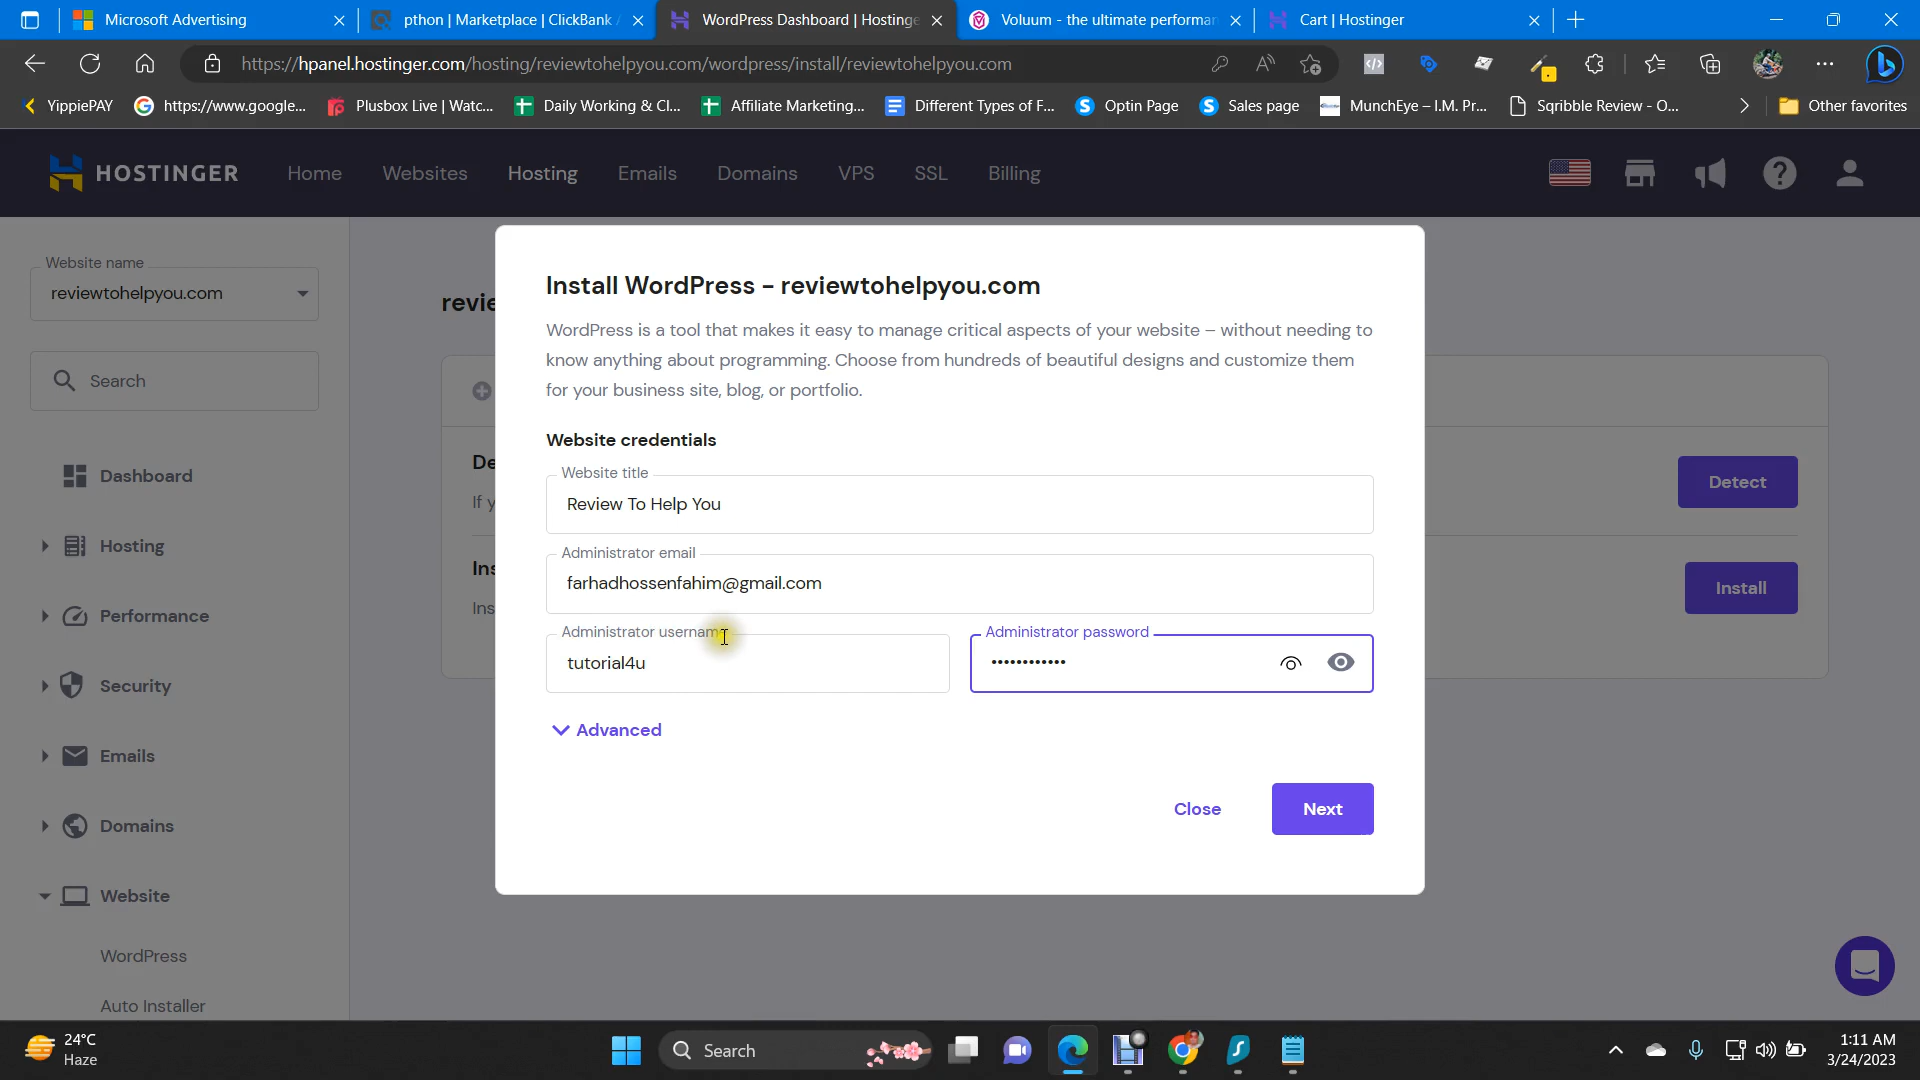 Microsoft Advertising
pthon | Marketplace | ClickBank
WordPress Dashboard | Hostinge
Voluum - the ultimate performan
Cart | Hostinger
https://hpanel.hostinger.com/hosting/reviewtohelpyou.com/wordpress/install/reviewtohelpyou.com
YippiePAY
https://www.google...
Plusbox Live | Watc...
Daily Working & Cl...
Affiliate Marketing...
Different Types of F...
Optin Page
Sales page
MunchEye – I.M. Pr...
Sqribble Review - O...
Other favorites
HOSTINGER
Home
Websites
Hosting
Emails
Domains
VPS
SSL
Billing
Website name
reviewtohelpyou.com
Search
Dashboard
Hosting
Performance
Security
Emails
Domains
Website
WordPress
Auto Installer
revie
De
If y
Ins
Ins
Detect
Install
Install WordPress – reviewtohelpyou.com
WordPress is a tool that makes it easy to manage critical aspects of your website – without needing to
know anything about programming. Choose from hundreds of beautiful designs and customize them
for your business site, blog, or portfolio.
Website credentials
Website title
Review To Help You
Administrator email
farhadhossenfahim@gmail.com
Administrator username
tutorial4u
Administrator password
••••••••••••
Advanced
Close
Next
24°C
Haze
Search
1:11 AM
3/24/2023